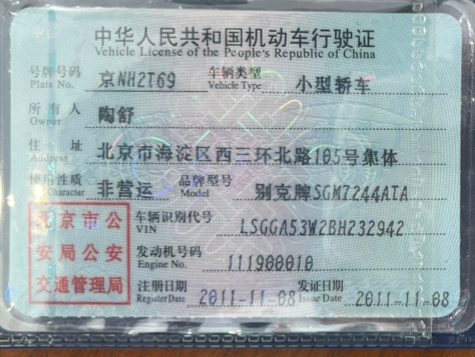 中华人民共和国机动车行驶证
Vehicle License of the People's Republic of China
号牌号码 京NH2T69 车辆类型 小型轿车
Plate No. Vehicle Type
所有人 陶舒
Owner
住址 北京市海淀区西三环北路105号集体
Address
使用性质 非营运 品牌型号 别克牌SGM7244ATA
Character Model
北京市公安局公安交通管理局
车辆识别代号 LSGGA53W2BH232942
VIN
发动机号码 111900010
Engine No.
注册日期 2011-11-08 发证日期 2011-11-08
Register Date Issue Date